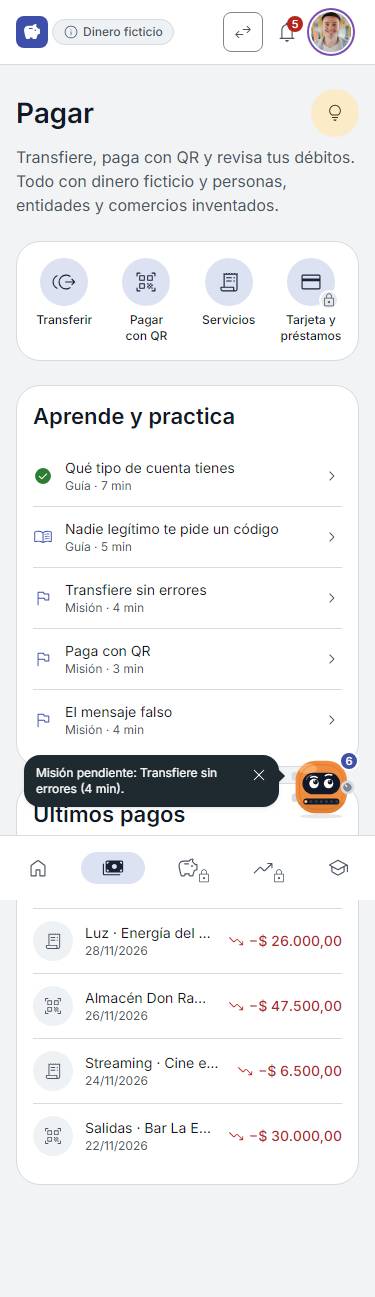 Dinero ficticio
5
Pagar
Transfiere, paga con QR y revisa tus débitos.
Todo con dinero ficticio y personas,
entidades y comercios inventados.
Transferir
Pagar
con QR
Servicios
Tarjeta y
préstamos
Aprende y practica
Qué tipo de cuenta tienes
Guía · 7 min
Nadie legítimo te pide un código
Guía · 5 min
Transfiere sin errores
Misión · 4 min
Paga con QR
Misión · 3 min
El mensaje falso
Misión · 4 min
Misión pendiente: Transfiere sin
errores (4 min).
6
Últimos pagos
Luz · Energía del ...
28/11/2026
−$ 26.000,00
Almacén Don Ra...
26/11/2026
−$ 47.500,00
Streaming · Cine e...
24/11/2026
−$ 6.500,00
Salidas · Bar La E...
22/11/2026
−$ 30.000,00